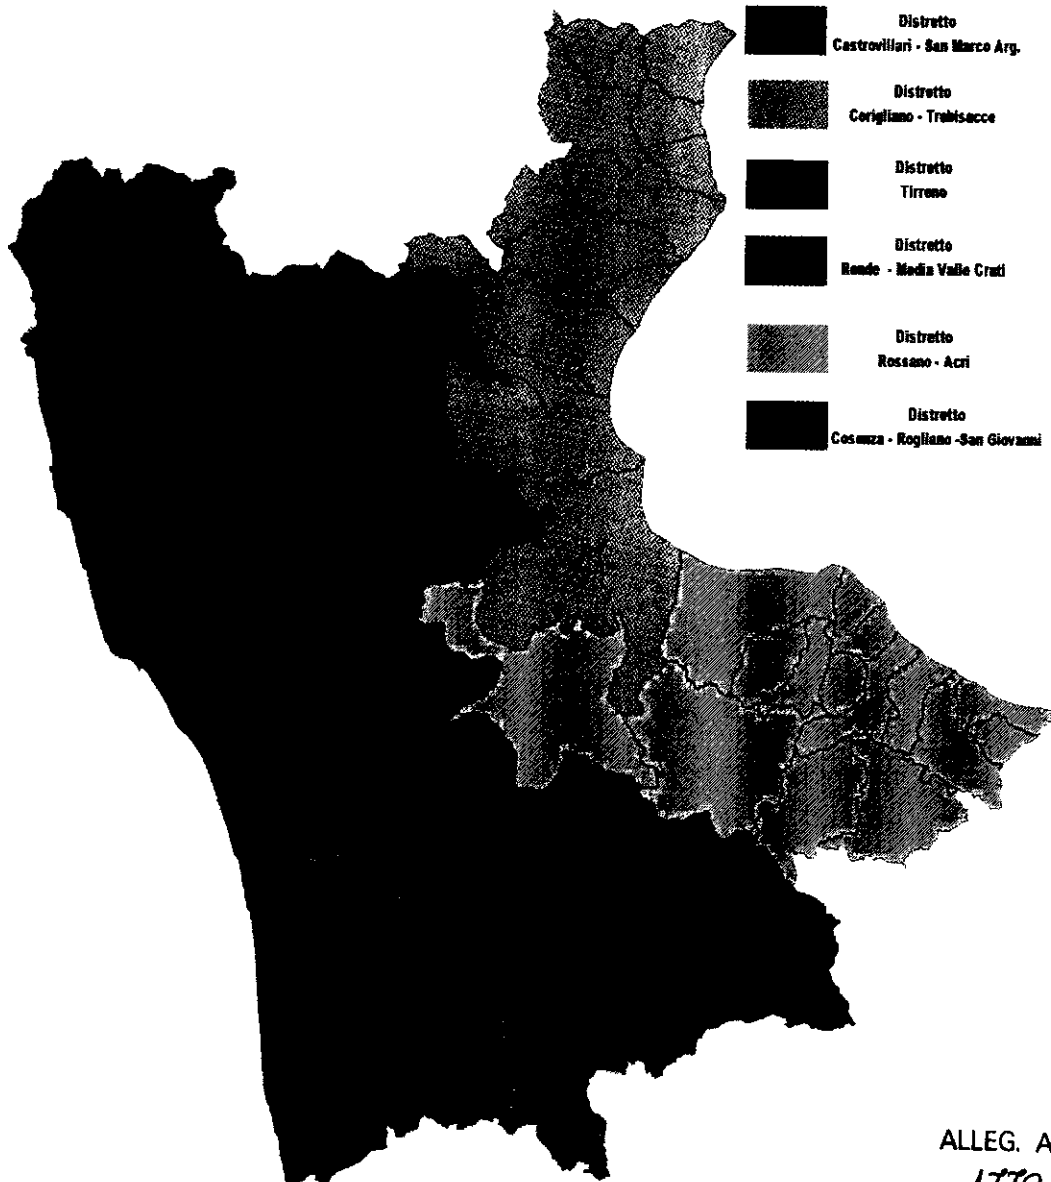 Distretto
Castrovillari - San Marco Arg.
Distretto
Corigliano - Trebisacce
Distretto
Tirreno
Distretto
Rende - Media Valle Crati
Distretto
Rossano - Acri
Distretto
Cosenza - Rogliano -San Giovanni
ALLEG. A